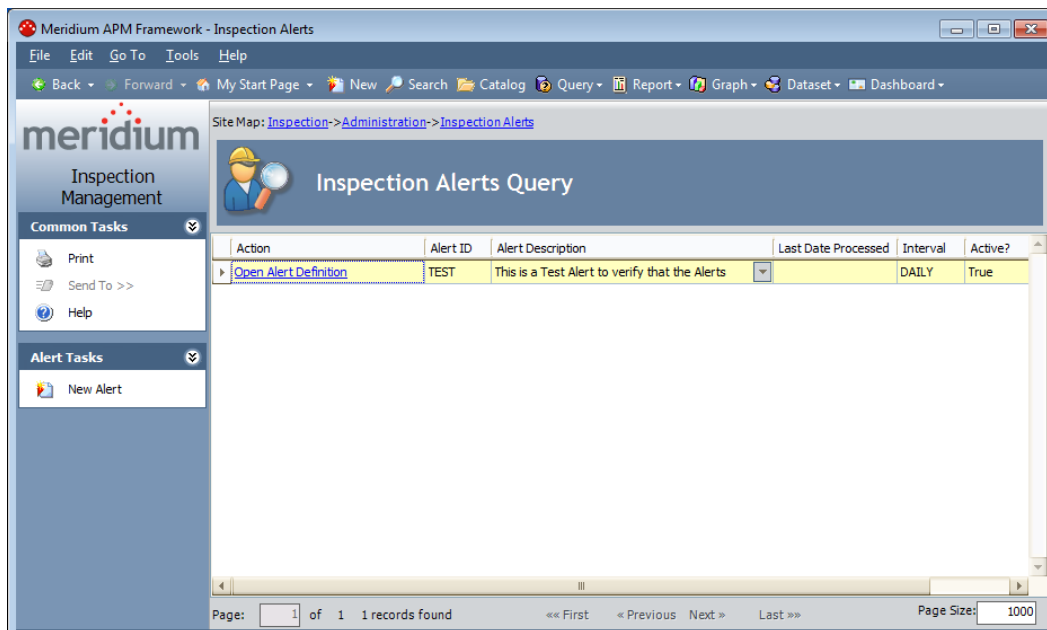 Meridium APM Framework - Inspection Alerts
File Edit Go To Tools Help
Back Forward My Start Page New Search Catalog Query Report Graph Dataset Dashboard
meridium
Inspection
Management
Common Tasks
Print
Send To >>
Help
Alert Tasks
New Alert
Site Map: Inspection->Administration->Inspection Alerts
Inspection Alerts Query
Action Alert ID Alert Description Last Date Processed Interval Active?
Open Alert Definition TEST This is a Test Alert to verify that the Alerts DAILY True
Page: 1 of 1 1 records found «« First « Previous Next » Last »» Page Size: 1000